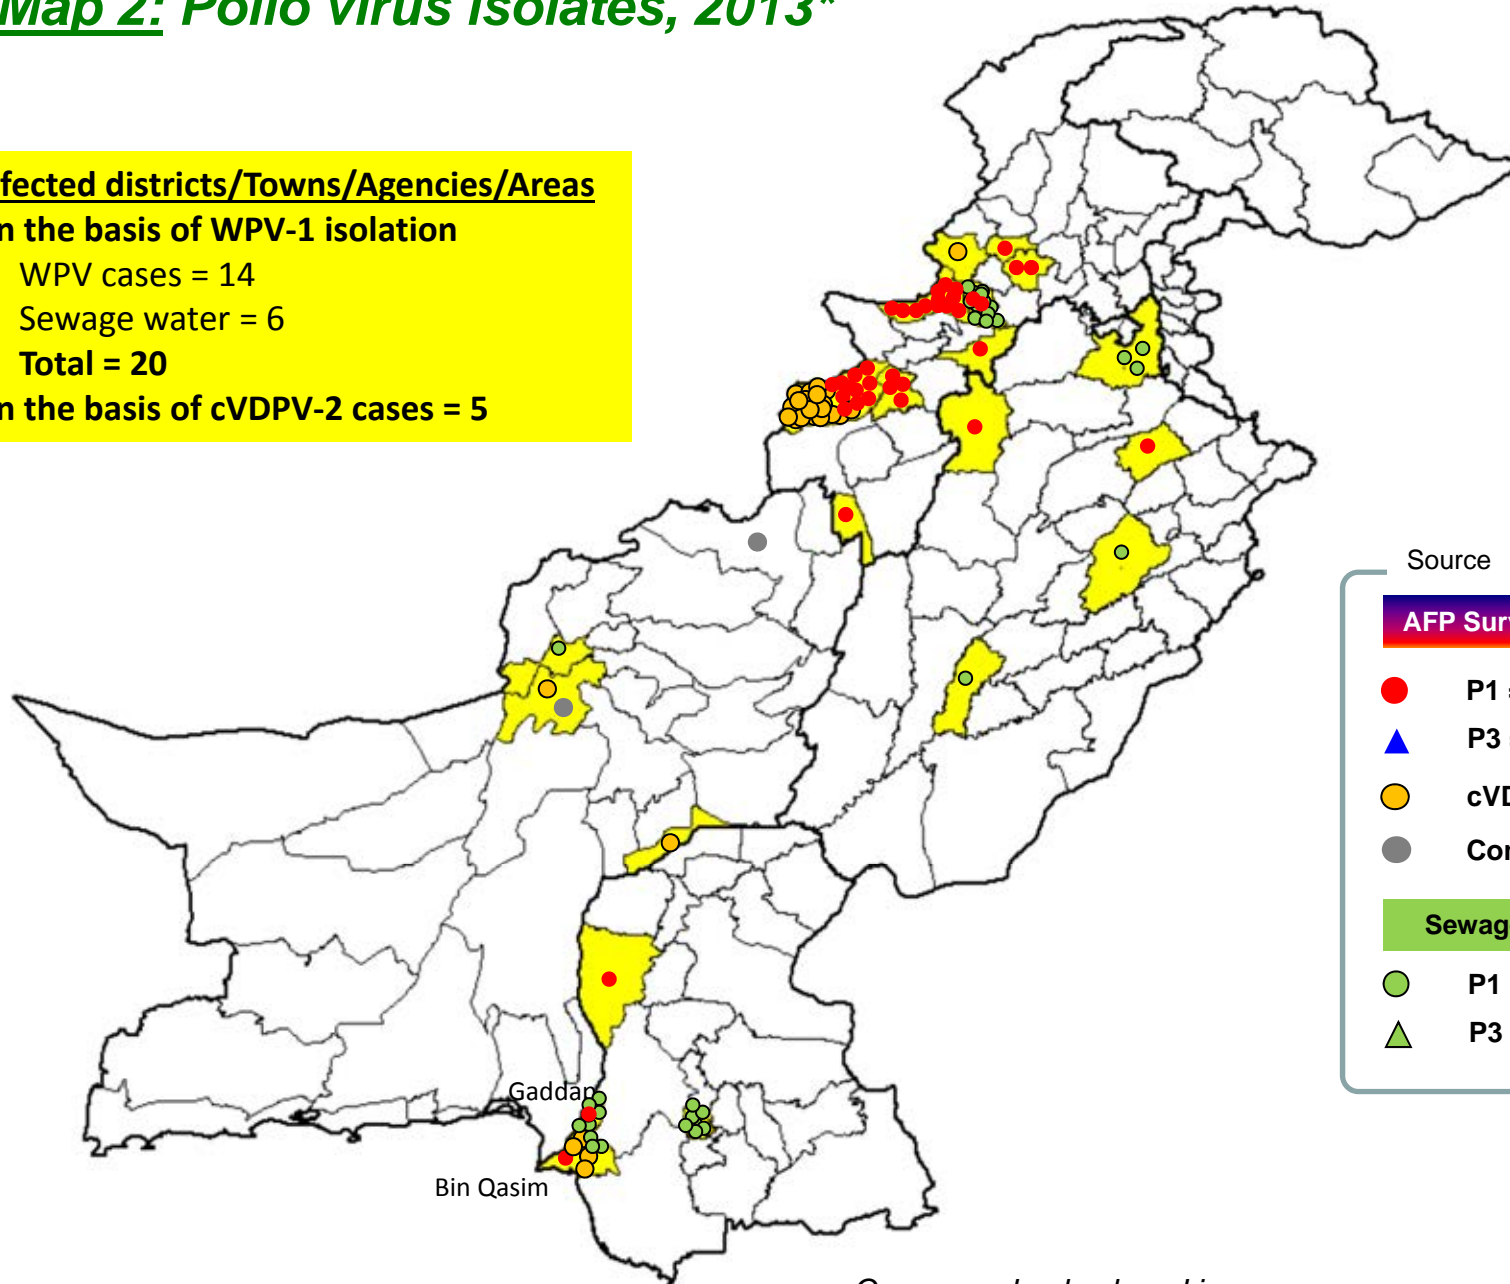 Map 2: Polio virus isolates, 2013*
fected districts/Towns/Agencies/Areas
n the basis of WPV-1 isolation
WPV cases = 14
Sewage water = 6
Total = 20
n the basis of cVDPV-2 cases = 5
Source
AFP Sur
P1
P3
cVD
Co
Sewag
P1
P3
Gaddap
Bin Qasim